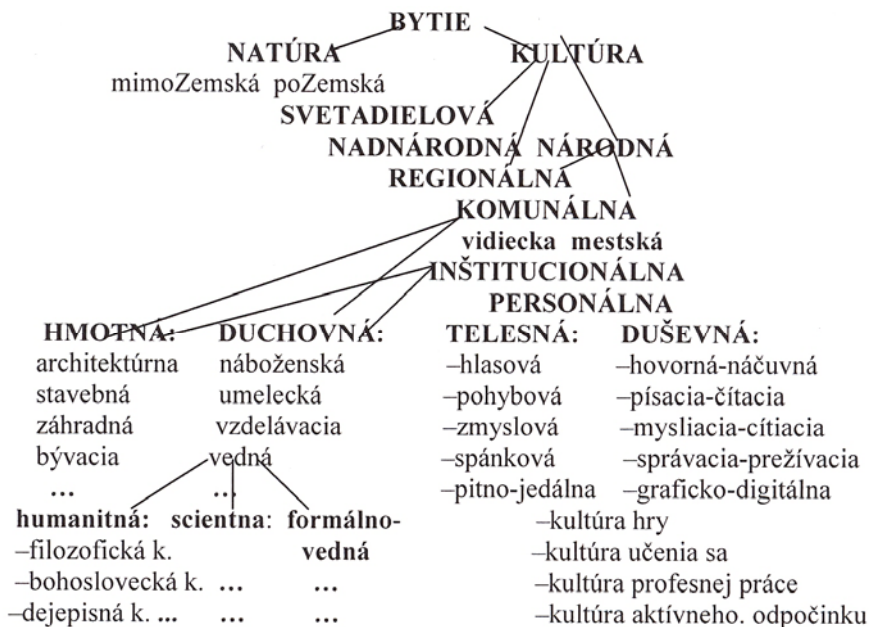 BYTIE
NATÚRA KULTÚRA
mimoZemská poZemská
SVETADIELOVÁ
NADNÁRODNÁ NÁRODNÁ
REGIONÁLNA
KOMUNÁLNA
vidiecka mestská
INŠTITUCIONÁLNA
PERSONÁLNA
HMOTNÁ: DUCHOVNÁ: TELESNÁ: DUŠEVNÁ:
architektúrna náboženská –hlasová –hovorná-náčuvná
stavebná umelecká –pohybová –písacia-čítacia
záhradná vzdelávacia –zmyslová –mysliacia-cítiacia
bývacia vedná –spánková –správacia-prežívacia
... ... –pitno-jedálna –graficko-digitálna
humanitná: scientna: formálno- –kultúra hry
–filozofická k. vedná –kultúra učenia sa
–bohoslovecká k. ... ... –kultúra profesnej práce
–dejepisná k. ... ... ... –kultúra aktívneho. odpočinku